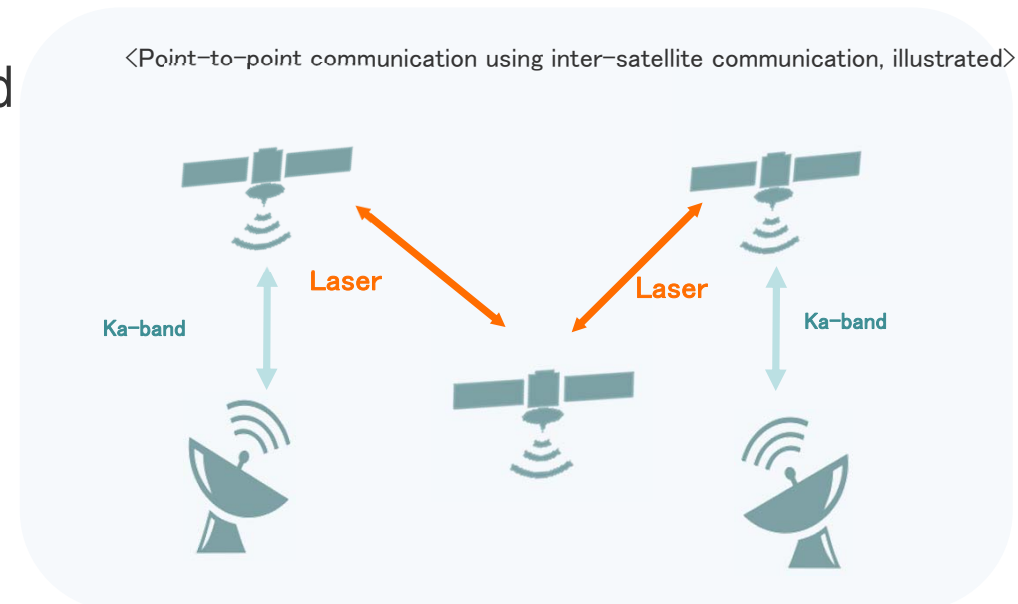 <Point-to-point communication using inter-satellite communication, illustrated>
d
Laser
Laser
Ka-band
Ka-band